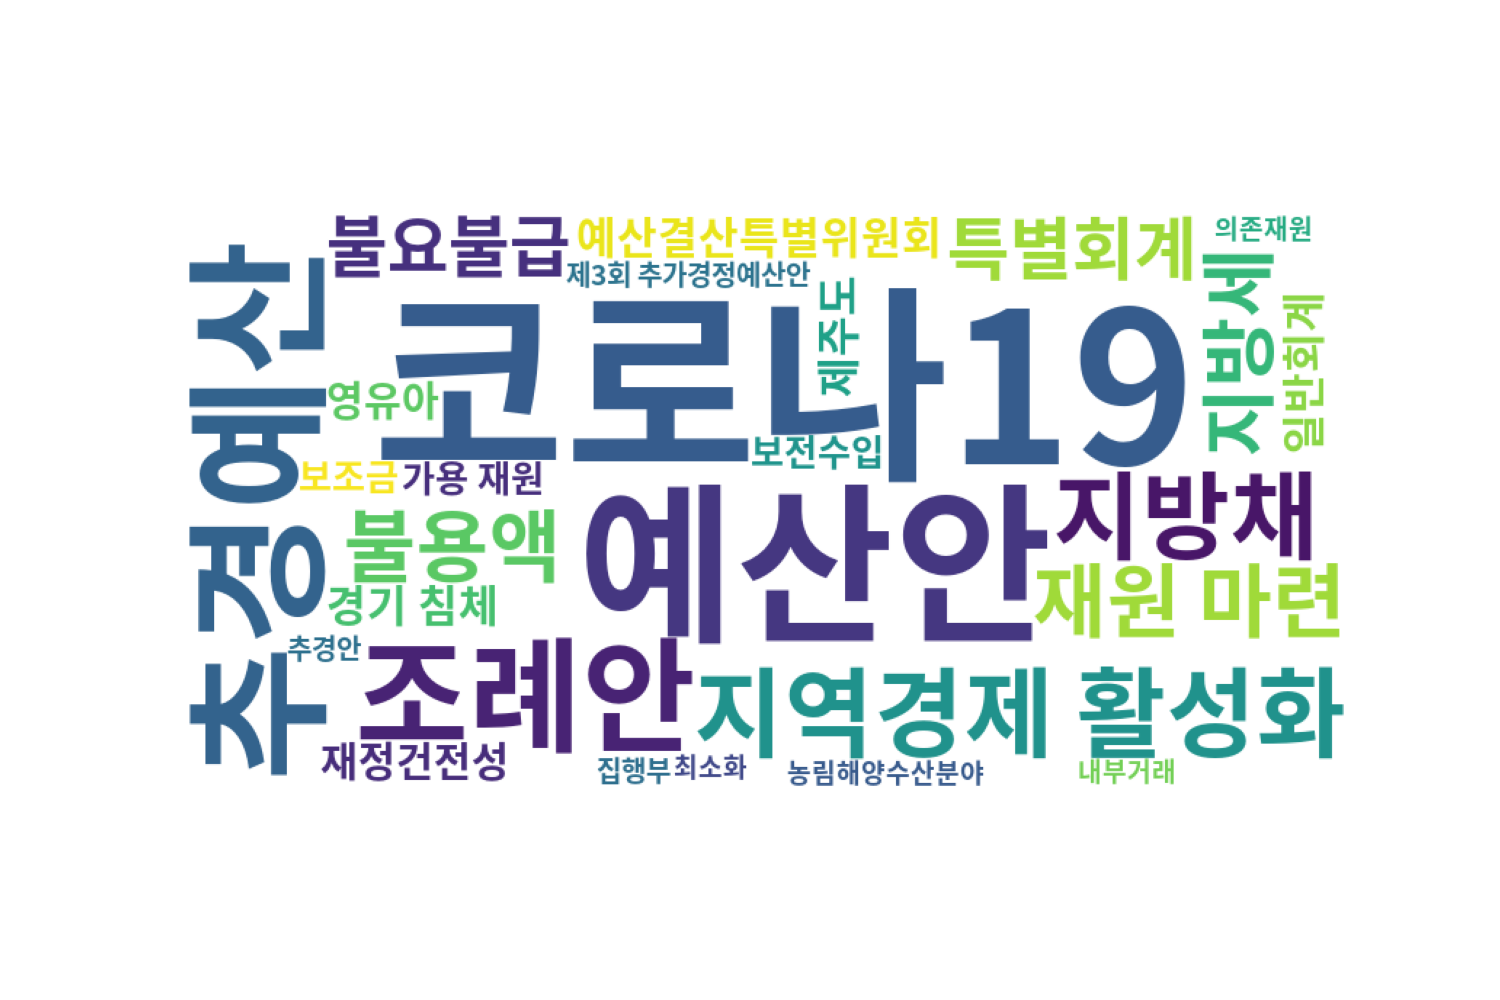 불요불급
예산결산특별위원회
특별회계
의존재원
제3회 추가경정예산안
추경예산
코로나19
제주도
지방세
일반회계
영유아
보전수입
보조금
가용 재원
지방채
불용액
예산안
재원 마련
경기 침체
추경안
조례안
지역경제 활성화
재정건전성
집행부
최소화
농림해양수산분야
내부거래